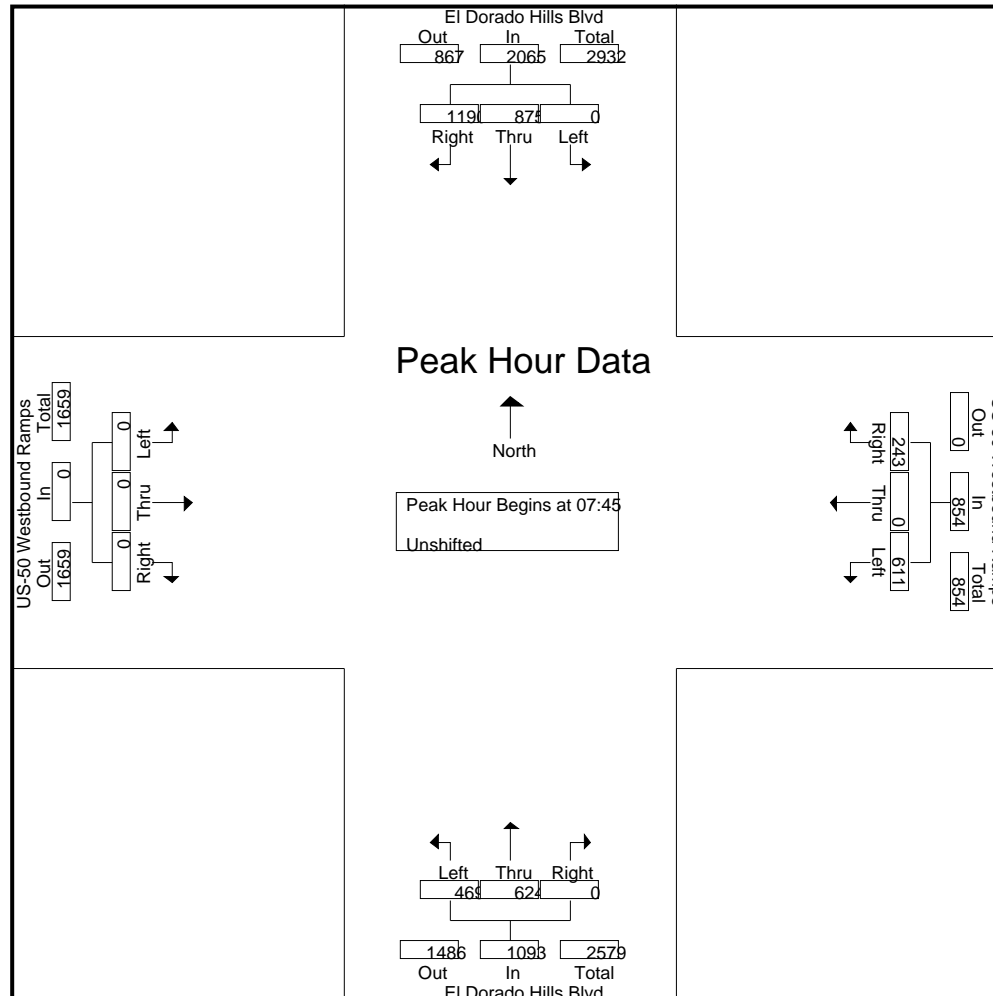 El Dorado Hills Blvd
Out In Total
867 2065 2932
1190 875 0
Right Thru Left
Peak Hour Data
North
Peak Hour Begins at 07:45
Unshifted
US-50 Westbound Ramps
Total In Out
1659 0 1659
0 0 0
Left Thru Right
Right Thru Left
243 0 611
Out In Total
0 854 854
Left Thru Right
469 624 0
1486 1093 2579
Out In Total
El Dorado Hills Blvd